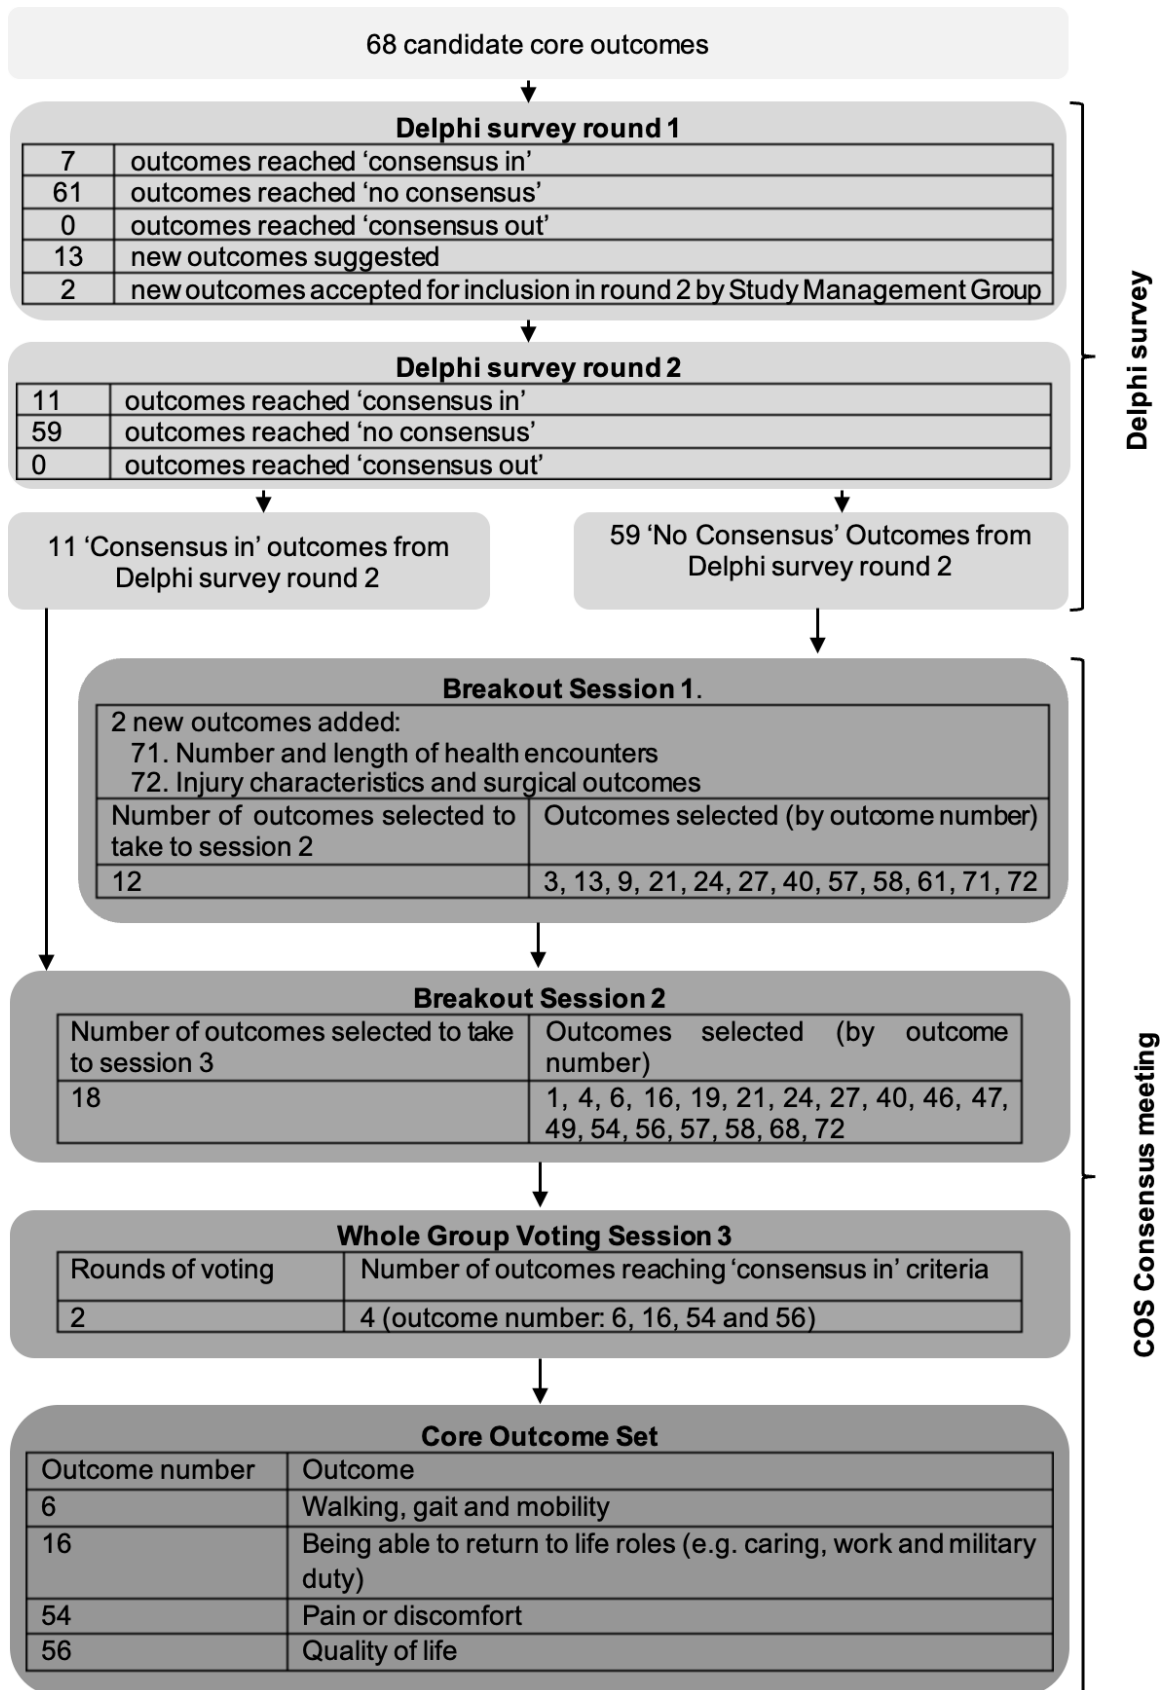 68 candidate core outcomes
Delphi survey round 1
7 outcomes reached ‘consensus in’
61 outcomes reached ‘no consensus’
0 outcomes reached ‘consensus out’
13 new outcomes suggested
2 new outcomes accepted for inclusion in round 2 by Study Management Group
Delphi survey round 2
11 outcomes reached ‘consensus in’
59 outcomes reached ‘no consensus’
0 outcomes reached ‘consensus out’
11 ‘Consensus in’ outcomes from
Delphi survey round 2
59 ‘No Consensus’ Outcomes from
Delphi survey round 2
Delphi survey
Breakout Session 1.
2 new outcomes added:
71. Number and length of health encounters
72. Injury characteristics and surgical outcomes
Number of outcomes selected to
take to session 2
Outcomes selected (by outcome number)
12
3, 13, 9, 21, 24, 27, 40, 57, 58, 61, 71, 72
Breakout Session 2
Number of outcomes selected to take
to session 3
Outcomes selected (by outcome
number)
18
1, 4, 6, 16, 19, 21, 24, 27, 40, 46, 47,
49, 54, 56, 57, 58, 68, 72
Whole Group Voting Session 3
Rounds of voting
Number of outcomes reaching ‘consensus in’ criteria
2
4 (outcome number: 6, 16, 54 and 56)
Core Outcome Set
Outcome number
Outcome
6
Walking, gait and mobility
16
Being able to return to life roles (e.g. caring, work and military
duty)
54
Pain or discomfort
56
Quality of life
COS Consensus meeting